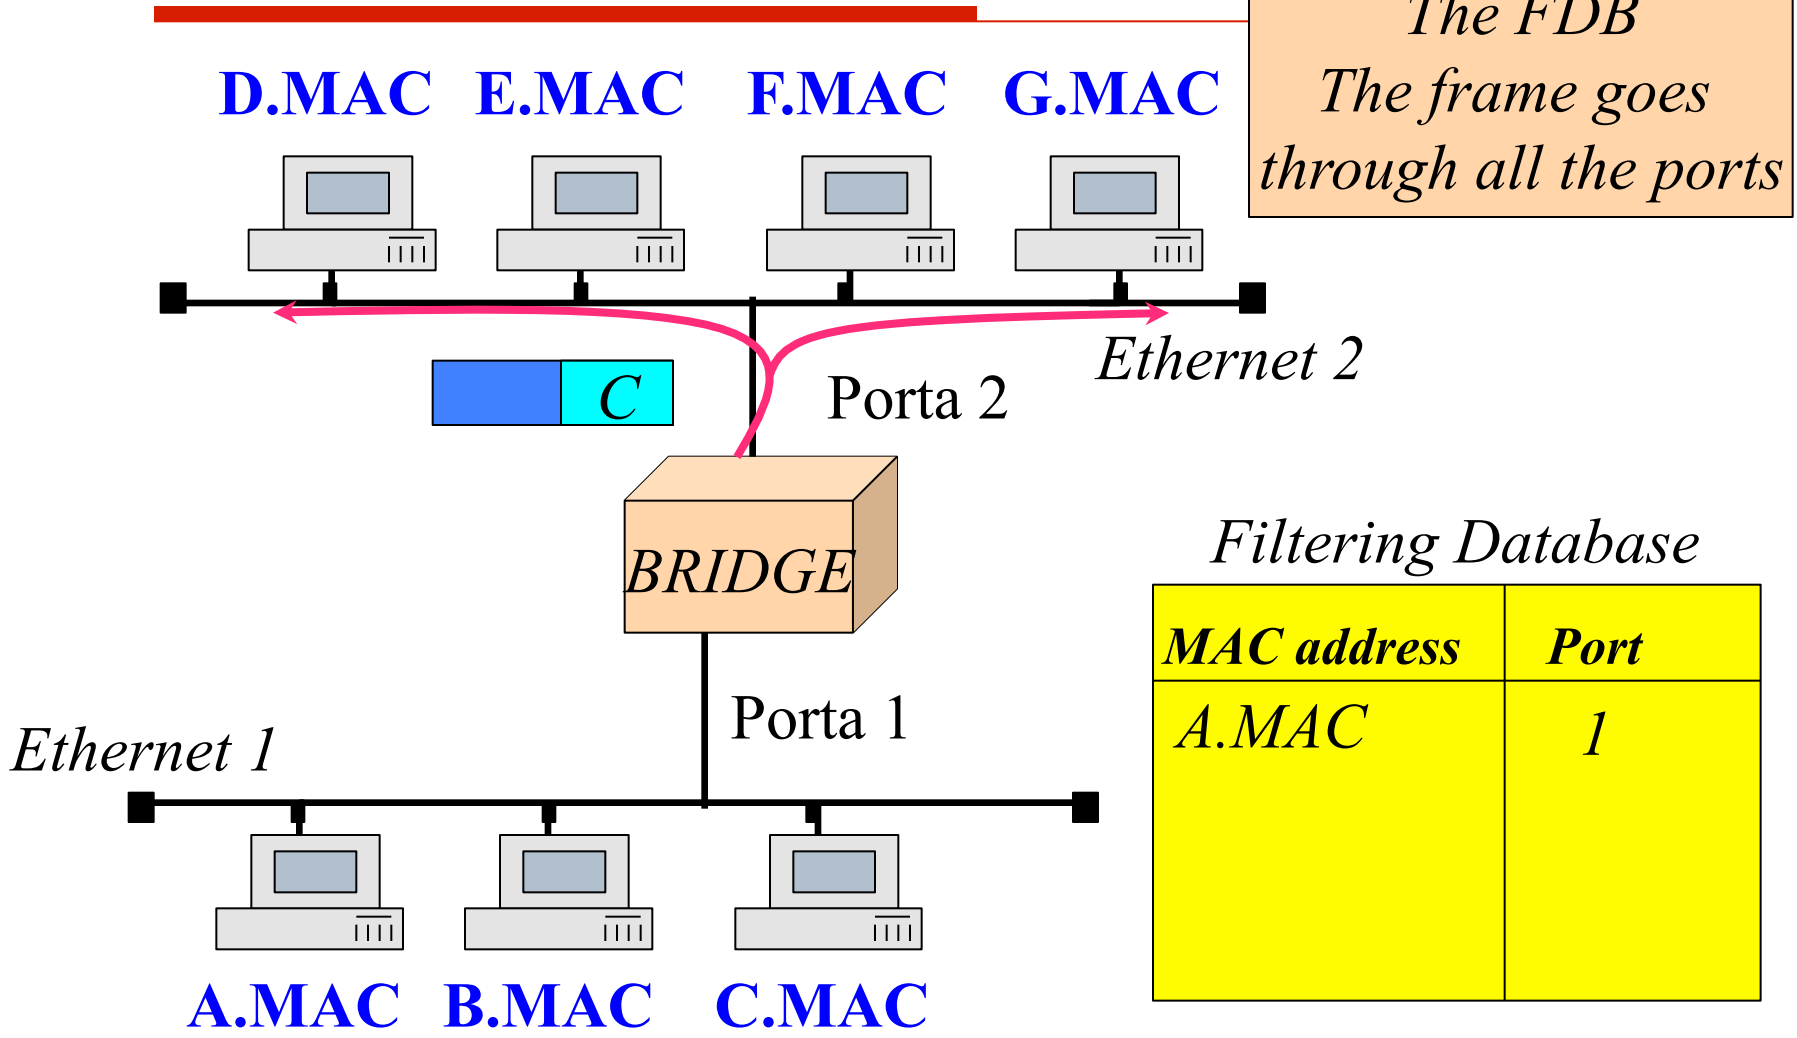 The FDB
The frame goes
through all the ports
D.MAC E.MAC F.MAC G.MAC
Ethernet 2
C
Porta 2
BRIDGE
Filtering Database
MAC address Port
A.MAC 1
Porta 1
Ethernet 1
A.MAC B.MAC C.MAC